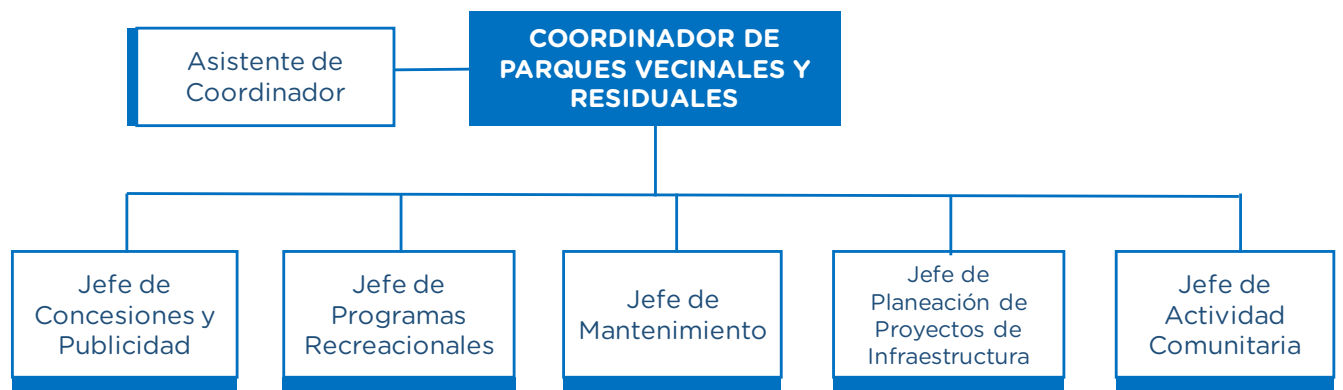 COORDINADOR DE
PARQUES VECINALES Y
RESIDUALES
Asistente de
Coordinador
Jefe de
Concesiones y
Publicidad
Jefe de
Programas
Recreacionales
Jefe de
Mantenimiento
Jefe de
Planeación de
Proyectos de
Infraestructura
Jefe de
Actividad
Comunitaria